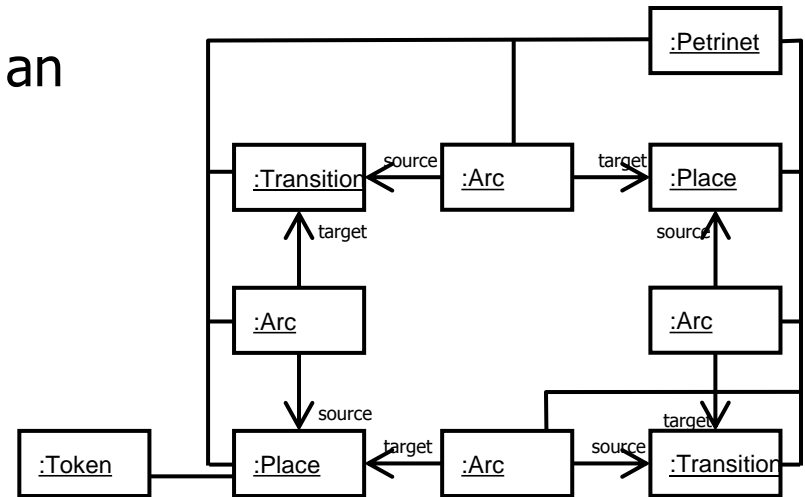 an
:Petrinet
:Transition
source
:Arc
target
:Place
target
source
:Arc
:Arc
source
target
:Token
:Place
target
:Arc
source
:Transition